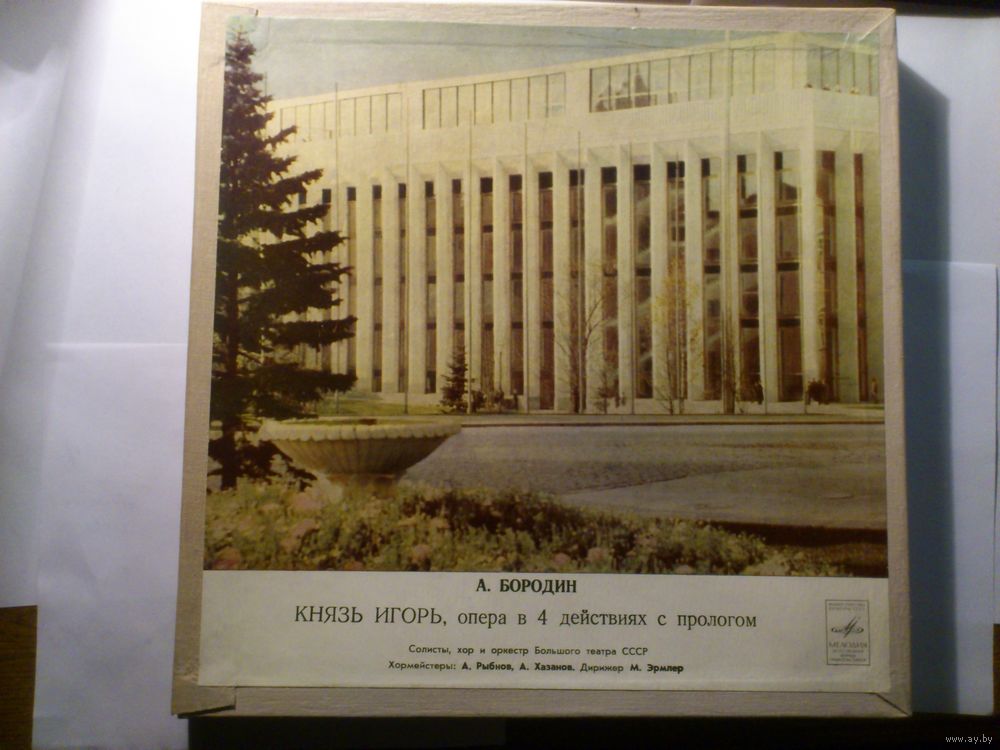 А. БОРОДИН
КНЯЗЬ ИГОРЬ, опера в 4 действиях с прологом
Солисты, хор и оркестр Большого театра СССР
Хормейстеры: А. Рыбнов, А. Хазанов. Дирижер М. Эрмлер
МЕЛОДИЯ
www.ay.by